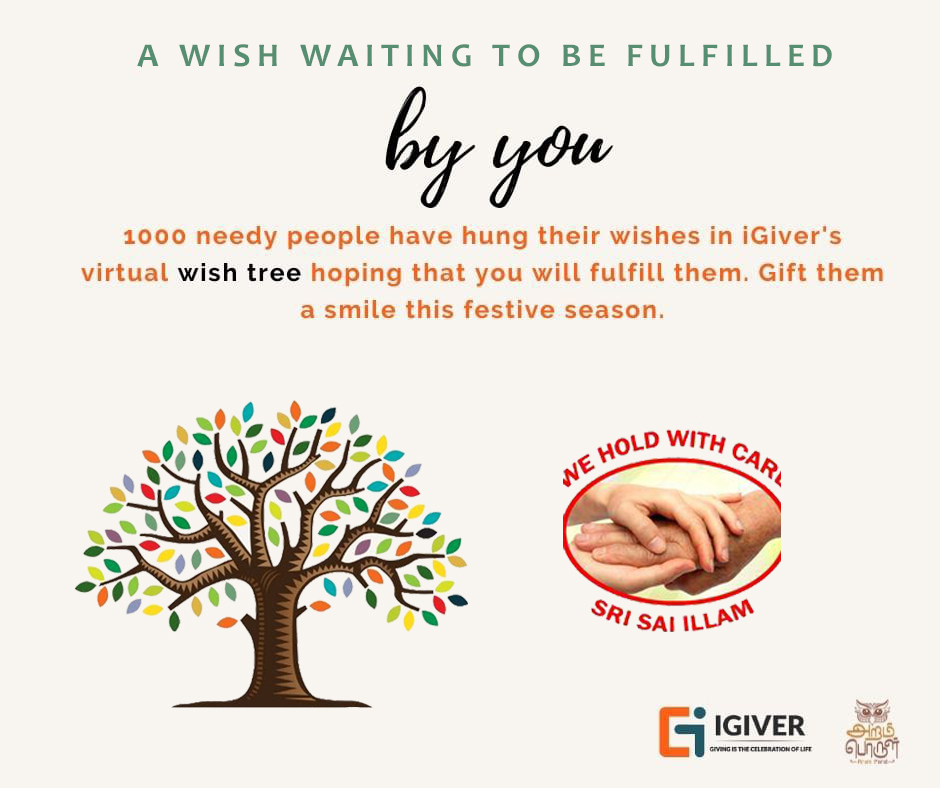 A WISH WAITING TO BE FULFILLED
by you
1000 needy people have hung their wishes in iGiver's
virtual wish tree hoping that you will fulfill them. Gift them
a smile this festive season.
WE HOLD WITH CARE
SRI SAI ILLAM
IGIVER
GIVING IS THE CELEBRATION OF LIFE
அறம்
பொருள்
Aram Porul